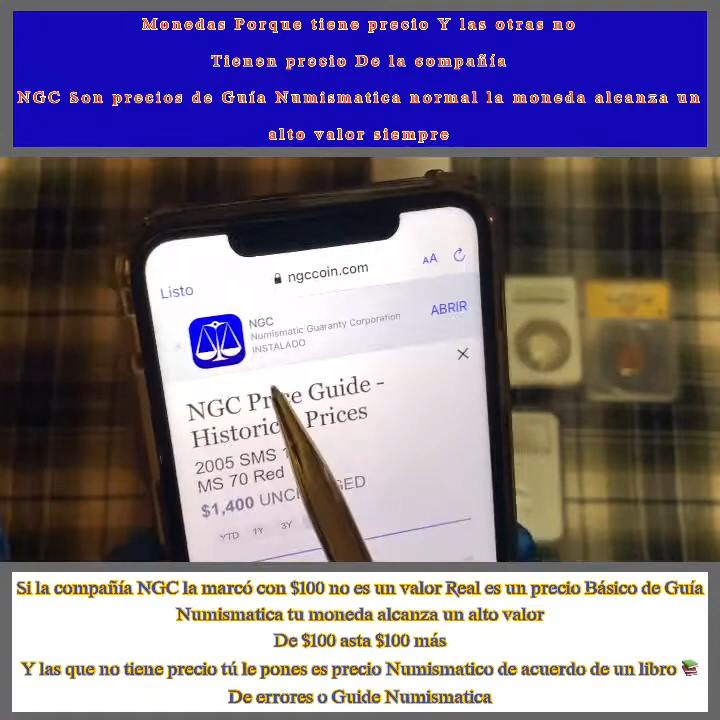 Monedas Porque tiene precio Y las otras no
Tienen precio De la compañía
NGC Son precios de Guía Numismatica normal la moneda alcanza un
alto valor siempre
Listo
ngccoin.com
AA
NGC
Numismatic Guaranty Corporation
INSTALADO
ABRIR
NGC Price Guide -
Prices
2005 SMS
MS 70 Red
$1,400
YTD 1Y 3Y
Si la compañía NGC la marcó con $100 no es un valor Real es un precio Básico de Guía
Numismatica tu moneda alcanza un alto valor
De $100 asta $100 más
Y las que no tiene precio tú le pones es precio Numismatico de acuerdo de un libro 📚
De errores o Guide Numismatica